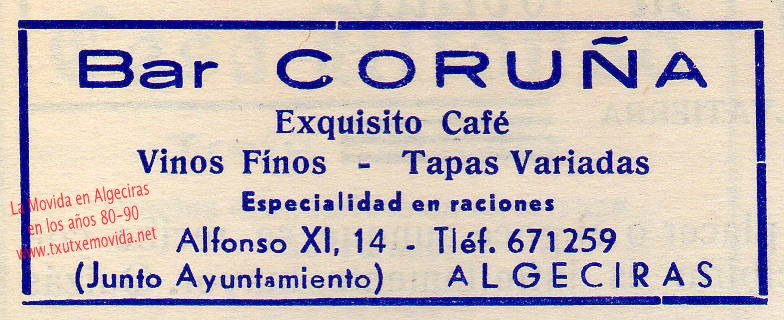 Bar CORUÑA
Exquisito Café
Vinos Fínos - Tapas Variadas
Especialidad en raciones
Alfonso XI, 14 - Tléf. 671259
(Junto Ayuntamiento) ALGECIRAS
La Movida en Algeciras
en los años 80-90
www.txutxemovida.net